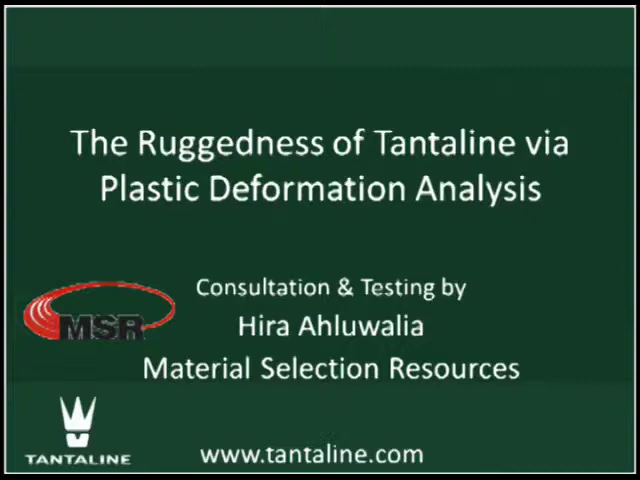 The Ruggedness of Tantaline via
Plastic Deformation Analysis
Consultation & Testing by
Hira Ahluwalia
Material Selection Resources
MSR
TANTALINE
www.tantaline.com